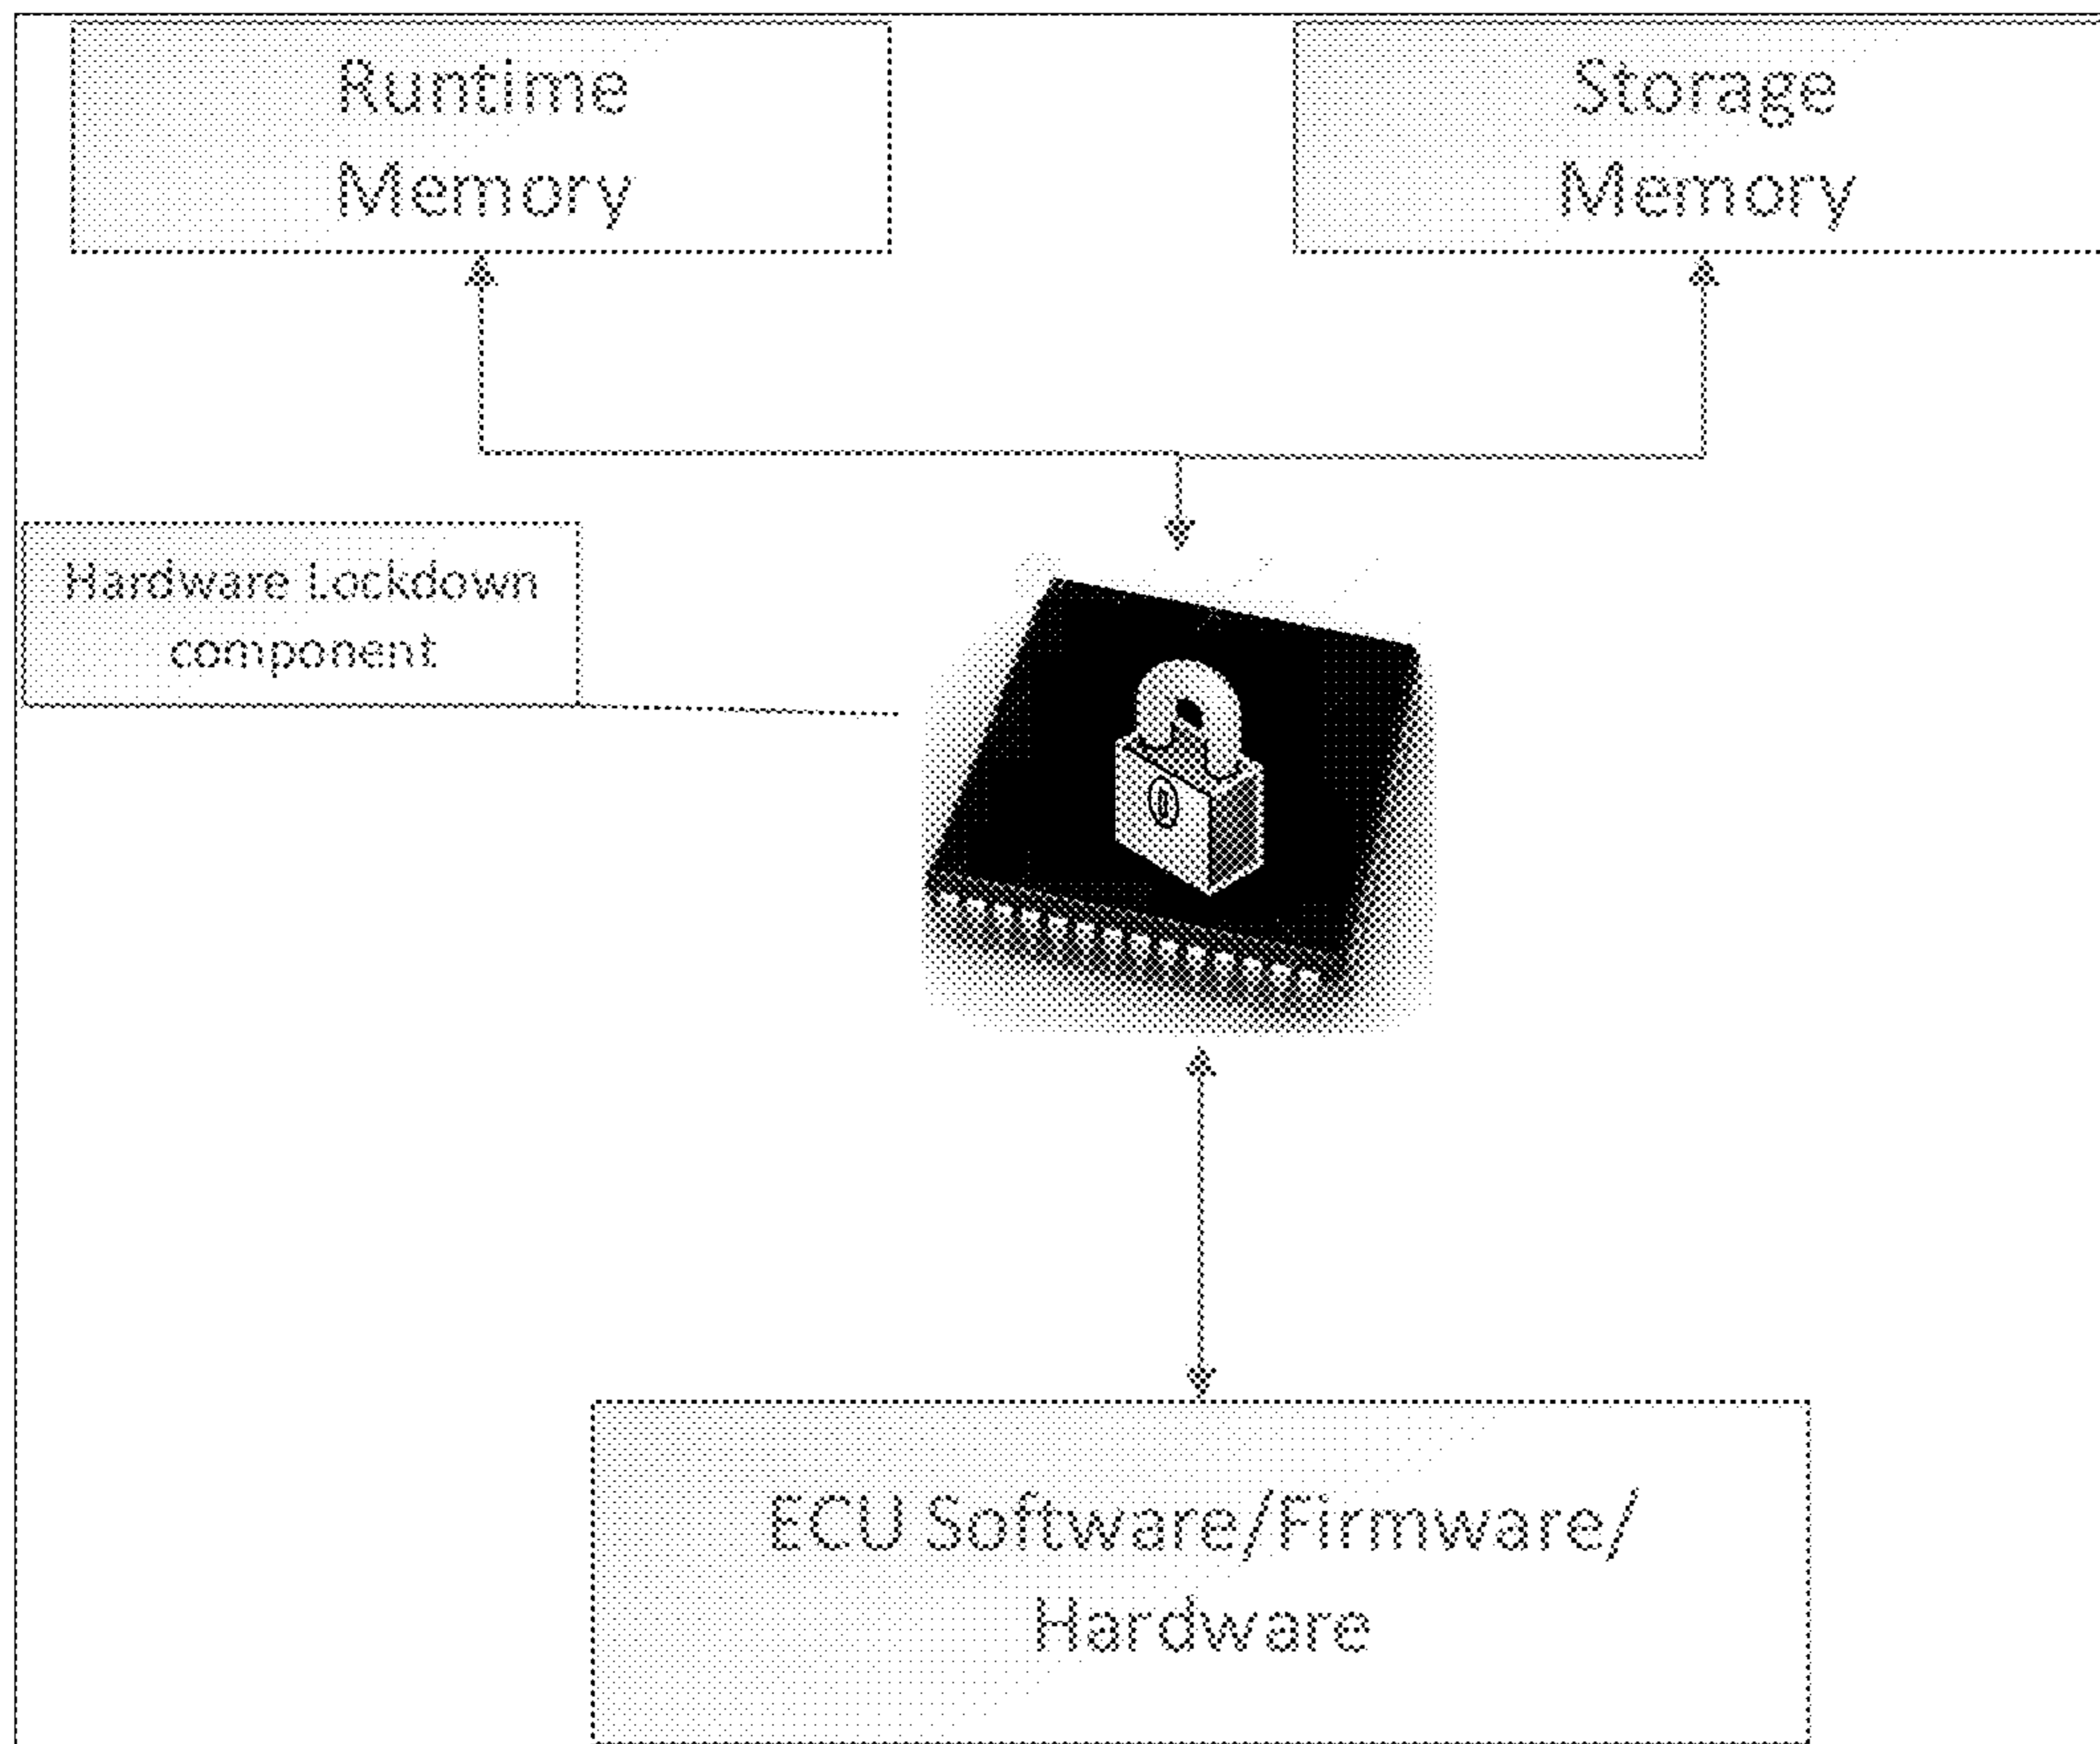 Runtime
Memory
Storage
Memory
Hardware Lockdown
component
ECU Software/Firmware/
Hardware